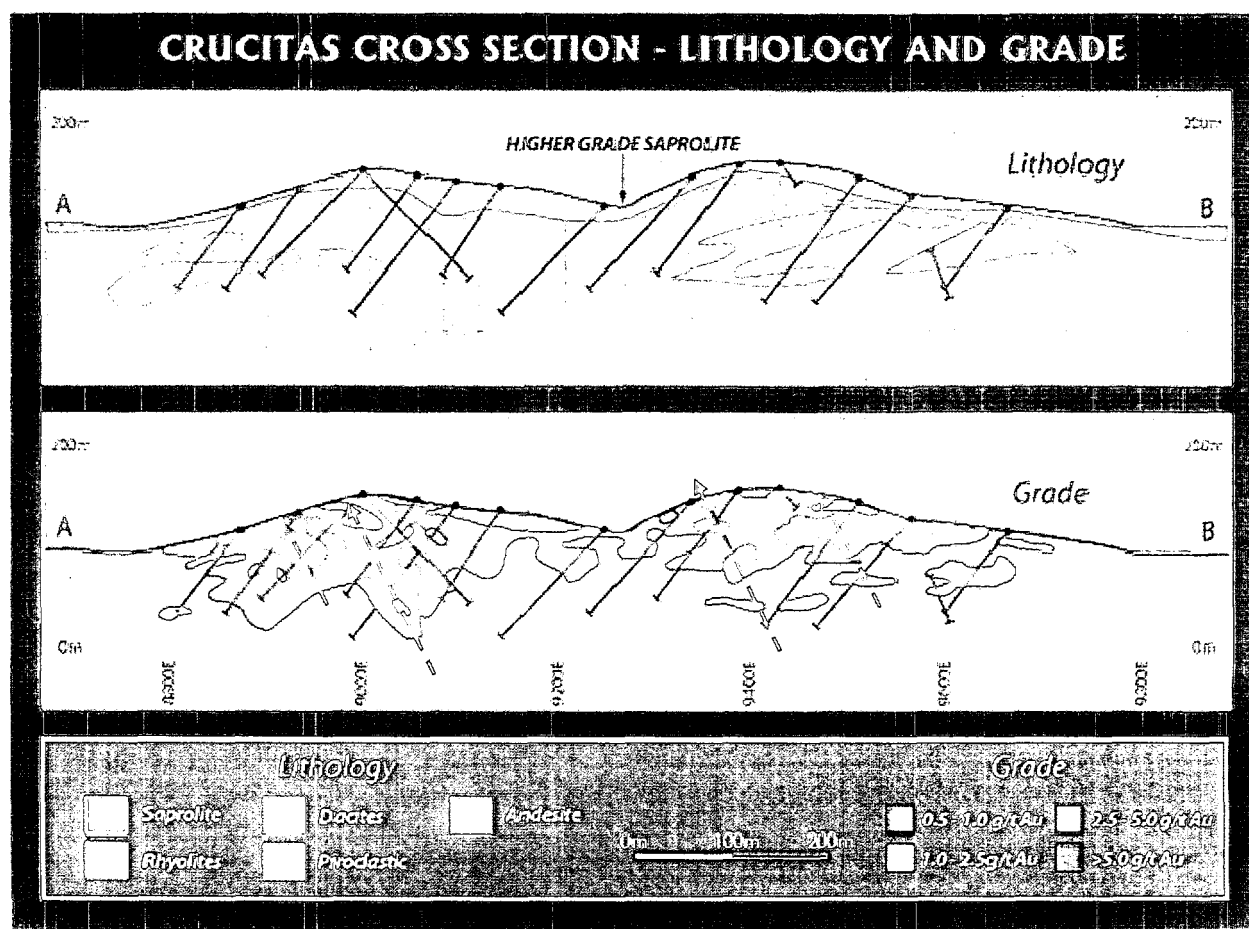 CRUCITAS CROSS SECTION - LITHOLOGY AND GRADE
200m
200m
HIGHER GRADE SAPROLITE
Lithology
A
B
200m
200m
Grade
A
B
0m
0m
9000E
9200E
9400E
9600E
Lithology
Grade
Saprolite
Dacites
Andesite
Rhyolites
Piroclastic
0m 100m 200m
0.5 - 1.0 g/t Au
2.5 - 5.0 g/t Au
1.0 - 2.5 g/t Au
>5.0 g/t Au